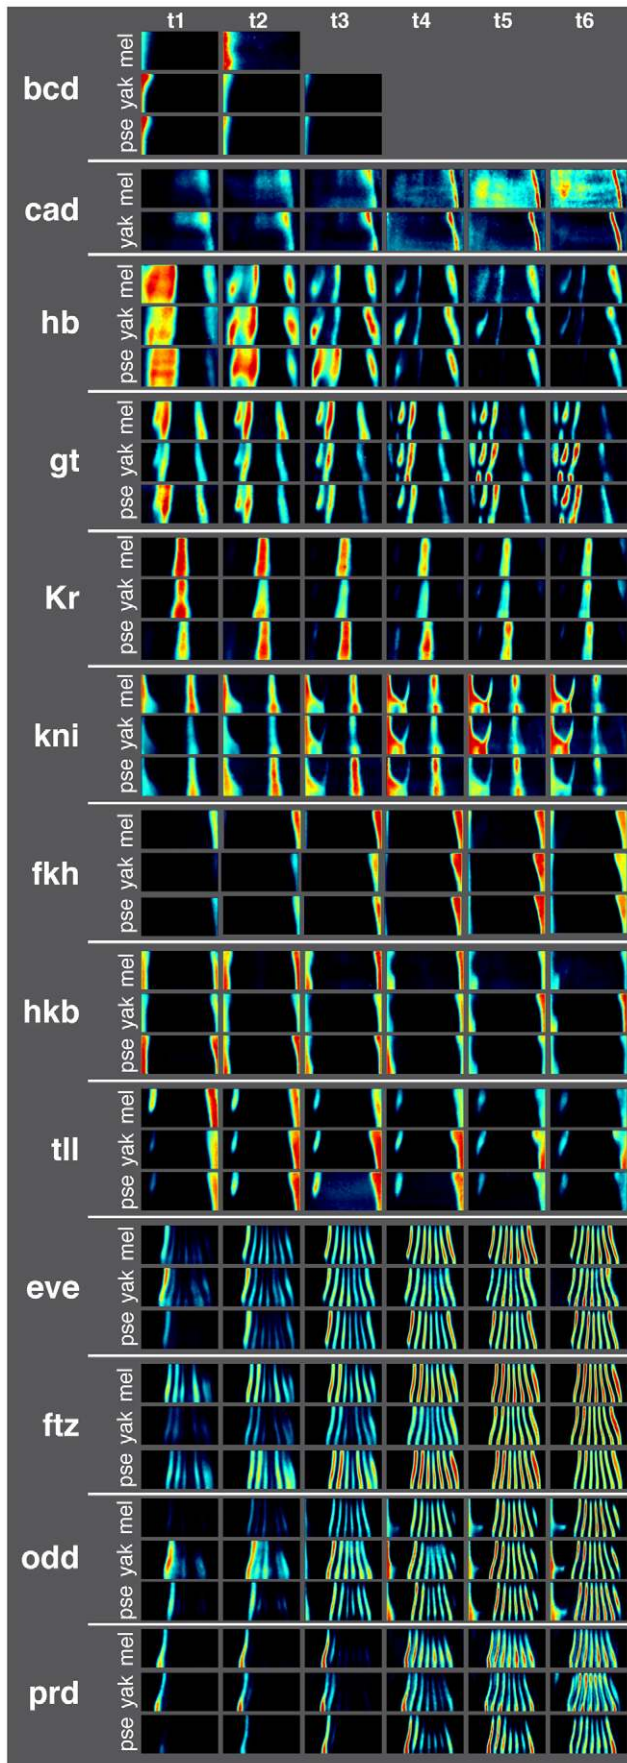 t1 t2 t3 t4 t5 t6
bcd
mel
yak
pse
cad
mel
yak
hb
mel
yak
pse
gt
mel
yak
pse
Kr
mel
yak
pse
kni
mel
yak
pse
fkh
mel
yak
pse
hkb
mel
yak
pse
tll
mel
yak
pse
eve
mel
yak
pse
ftz
mel
yak
pse
odd
mel
yak
pse
prd
mel
yak
pse